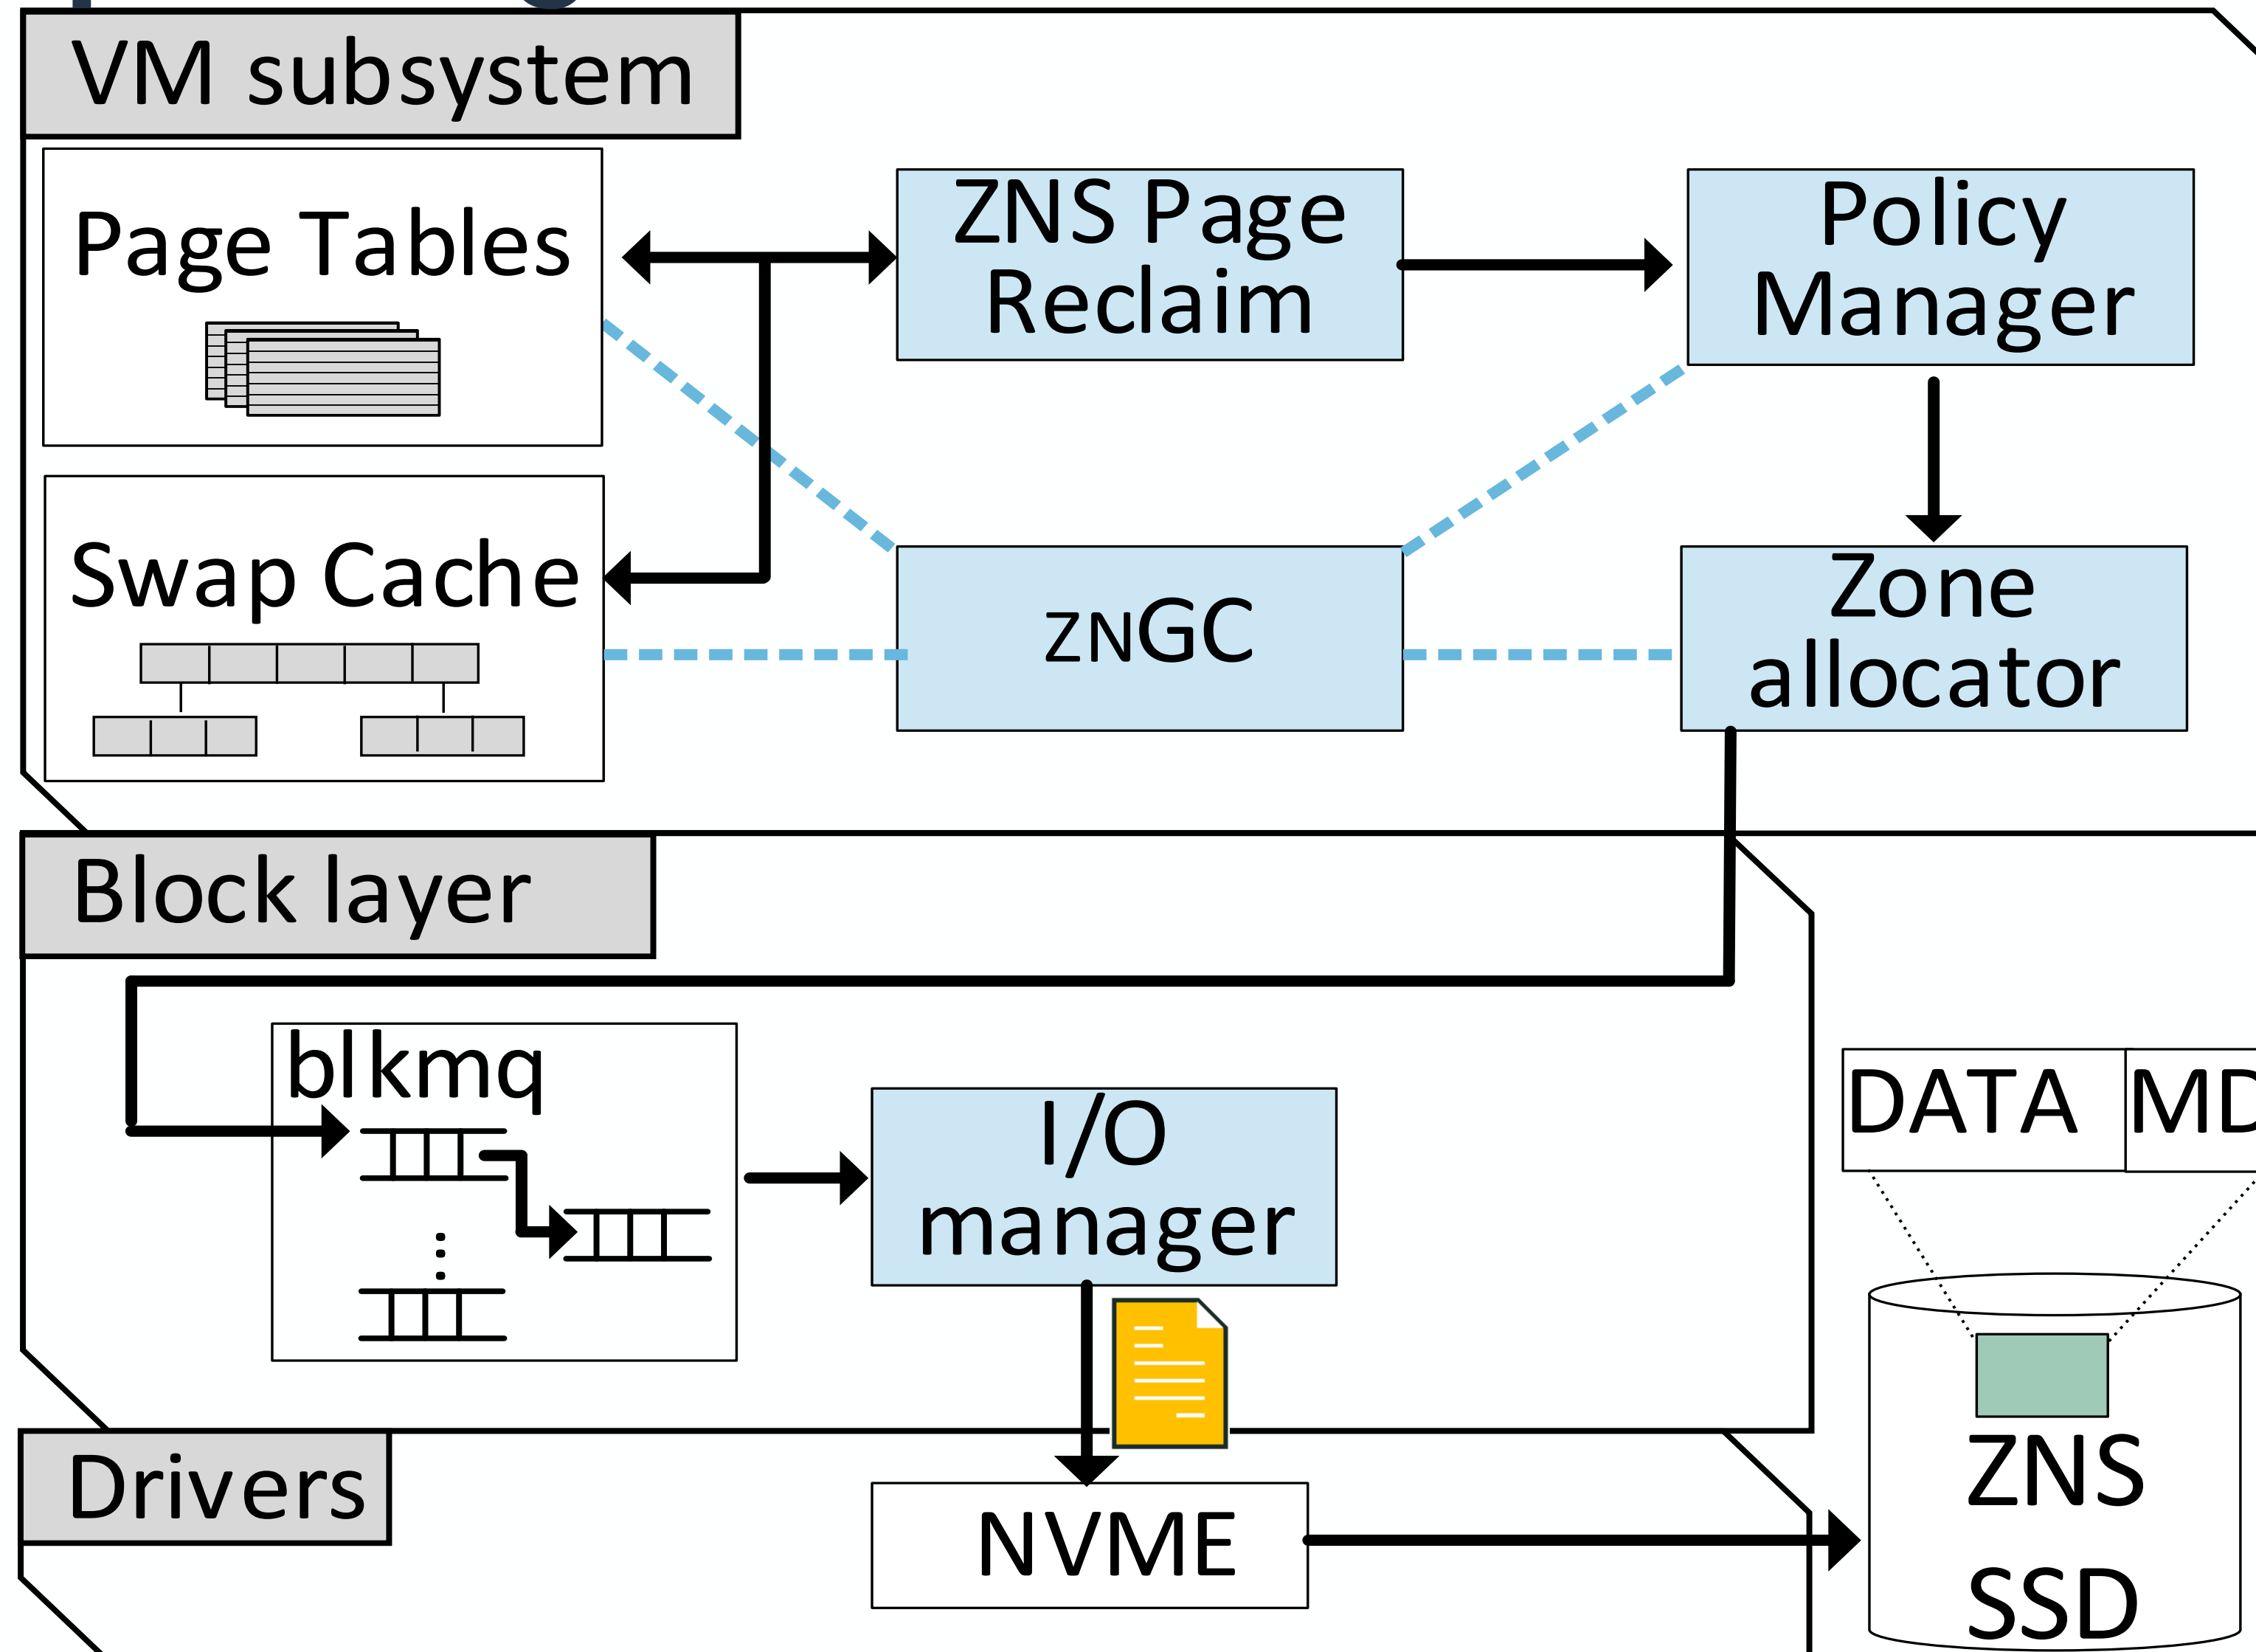 VM subsystem
Page Tables
ZNS Page
Reclaim
Policy
Manager
Swap Cache
ZNGC
Zone
allocator
Block layer
blkmq
I/O
manager
DATA
MD
Drivers
NVME
ZNS
SSD